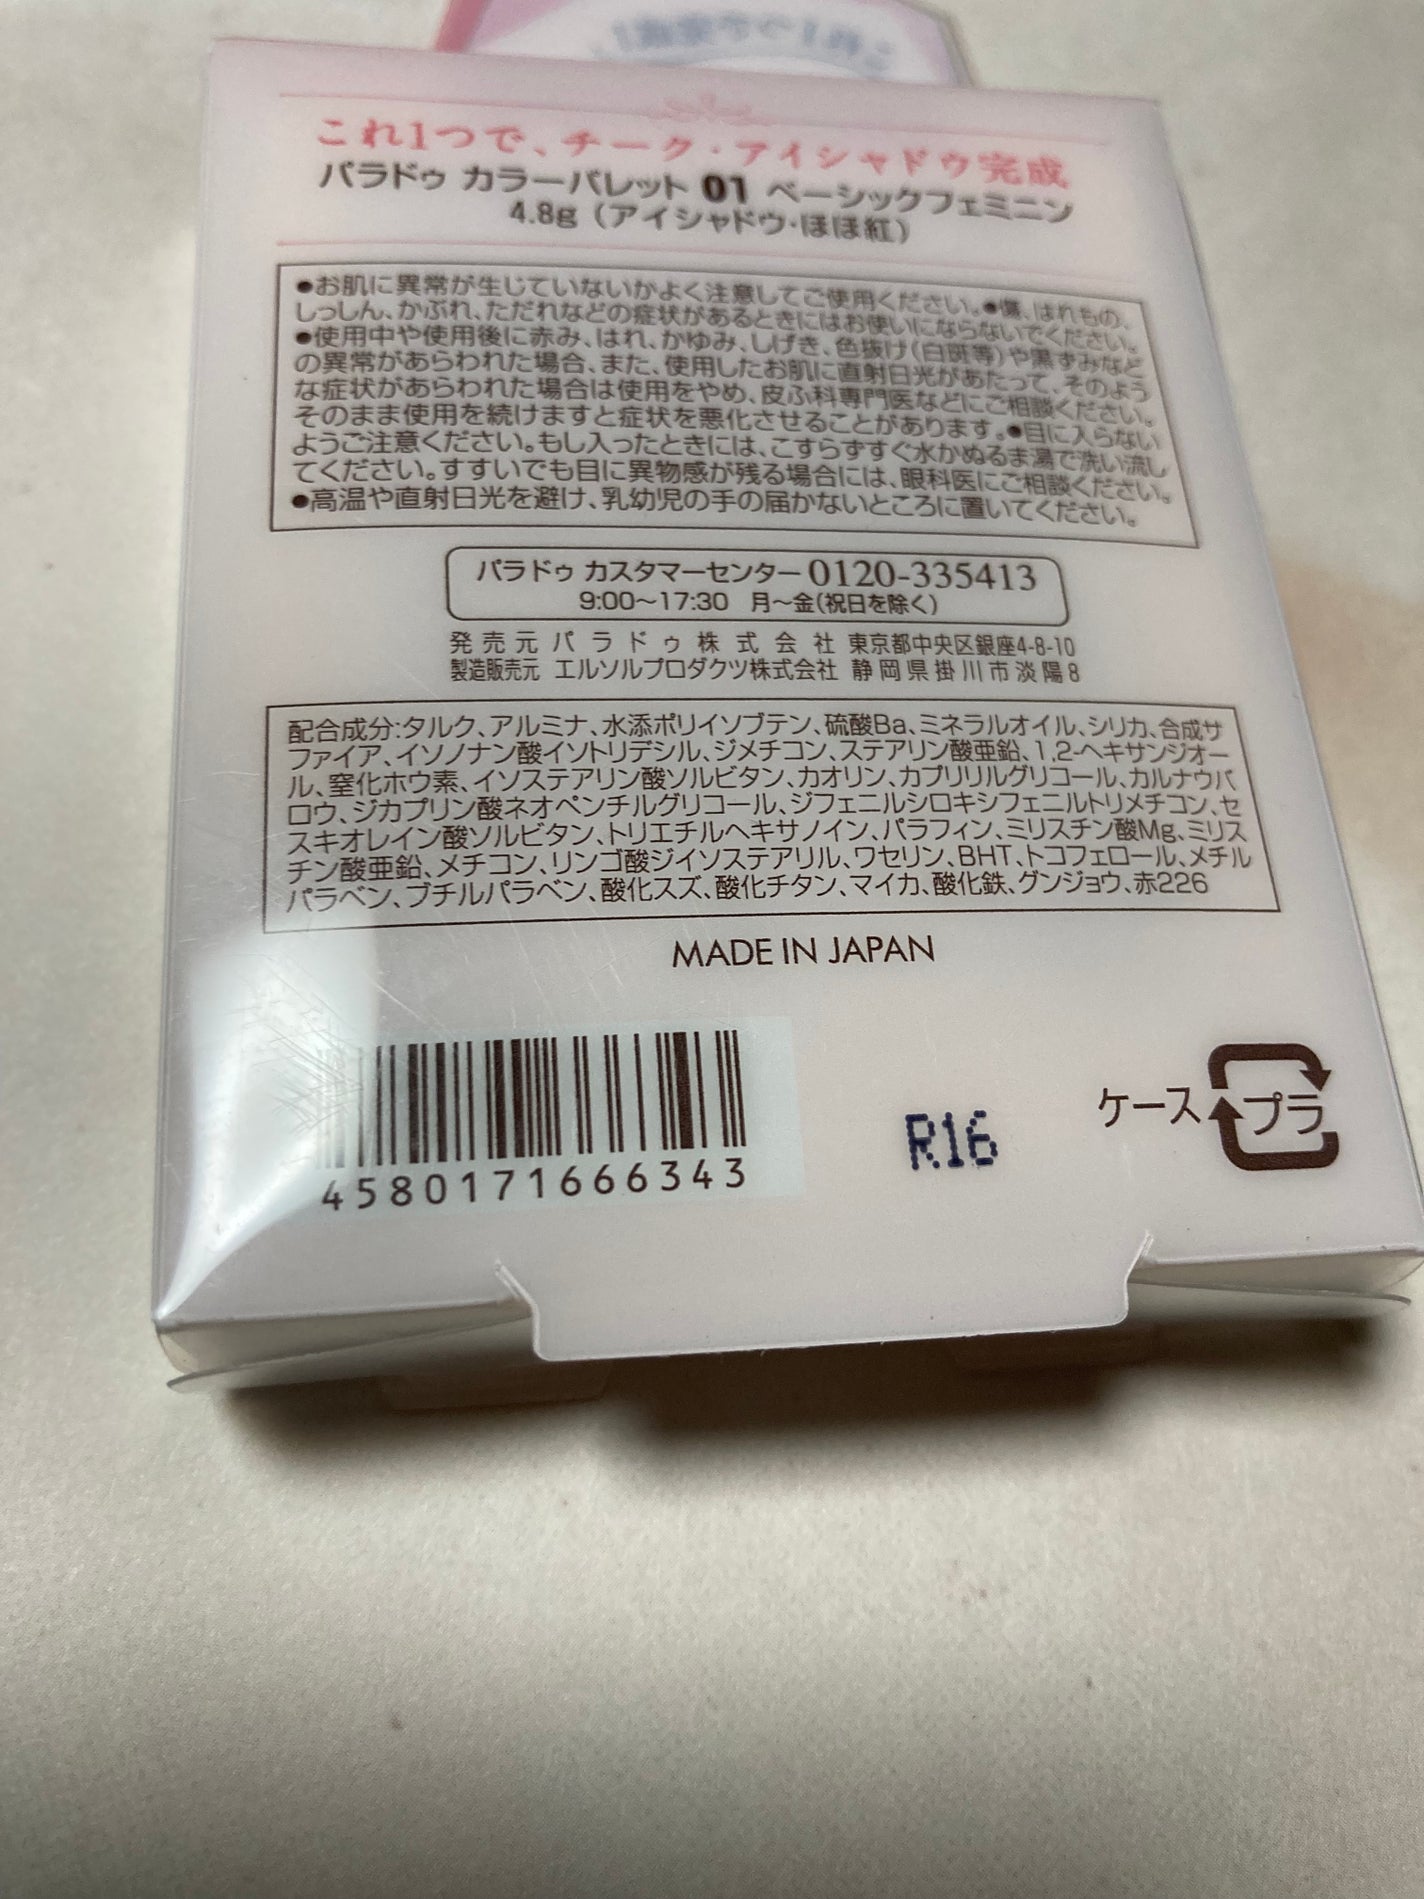 これ1つで、チーク・アイシャドウ完成
パラドゥ カラーパレット 01 ベーシックフェミニン
4.8g（アイシャドウ・ほほ紅）
●お肌に異常が生じていないかよく注意してご使用ください。●傷、はれもの、
しっしん、かぶれ、ただれなどの症状があるときにはお使いにならないでください。
●使用中や使用後に赤み、はれ、かゆみ、しげき、色抜け（白斑等）や黒ずみなど
の異常があらわれた場合、また、使用したお肌に直射日光があたって、そのよう
な症状があらわれた場合は使用をやめ、皮ふ科専門医などにご相談ください。
そのまま使用を続けますと症状を悪化させることがあります。●目に入らない
ようご注意ください。もし入ったときには、こすらずすぐ水かぬるま湯で洗い流し
てください。すすいでも目に異物感が残る場合には、眼科医にご相談ください。
●高温や直射日光を避け、乳幼児の手の届かないところに置いてください。
パラドゥ カスタマーセンター 0120-335413
9:00〜17:30 月〜金（祝日を除く）
発売元 パラドゥ株式会社 東京都中央区銀座4-8-10
製造販売元 エルソルプロダクツ株式会社 静岡県掛川市淡陽8
配合成分:タルク、アルミナ、水添ポリイソブテン、硫酸Ba、ミネラルオイル、シリカ、合成サ
ファイア、イソノナン酸イソトリデシル、ジメチコン、ステアリン酸亜鉛、1,2-ヘキサンジオー
ル、窒化ホウ素、イソステアリン酸ソルビタン、カオリン、カプリリルグリコール、カルナウバ
ロウ、ジカプリン酸ネオペンチルグリコール、ジフェニルシロキシフェニルトリメチコン、セ
スキオレイン酸ソルビタン、トリエチルヘキサノイン、パラフィン、ミリスチン酸Mg、ミリス
チン酸亜鉛、メチコン、リンゴ酸ジイソステアリル、ワセリン、BHT、トコフェロール、メチル
パラベン、ブチルパラベン、酸化スズ、酸化チタン、マイカ、酸化鉄、グンジョウ、赤226
MADE IN JAPAN
4580171666343
R16
ケース プラ